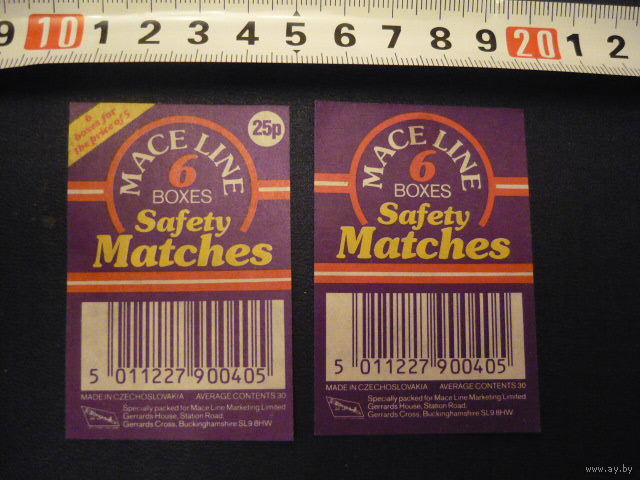 9 10 1 2 3 4 5 6 7 8 9 20 1 2
6
boxes for
the price of 5
25p
MACE LINE
6
BOXES
Safety
Matches
5 011227 900405
MADE IN CZECHOSLOVAKIA AVERAGE CONTENTS 30
Specially packed for Mace Line Marketing Limited
Gerrards House, Station Road,
Gerrards Cross, Buckinghamshire SL9 8HW
MACE LINE
6
BOXES
Safety
Matches
5 011227 900405
MADE IN CZECHOSLOVAKIA AVERAGE CONTENTS 30
Specially packed for Mace Line Marketing Limited
Gerrards House, Station Road,
Gerrards Cross, Buckinghamshire SL9 8HW
www.ay.by